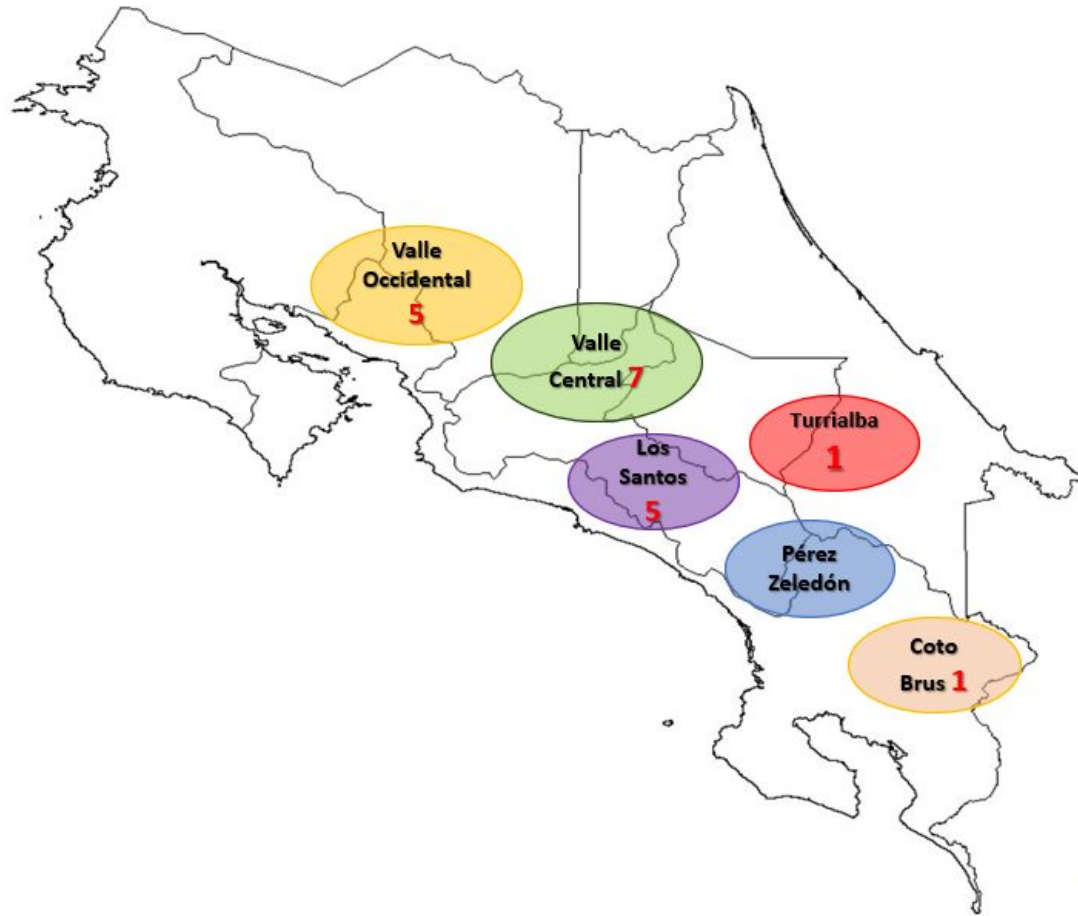 Valle
Occidental
5
Valle
Central 7
Turrialba
1
Los
Santos
5
Pérez
Zeledón
Coto
Brus 1